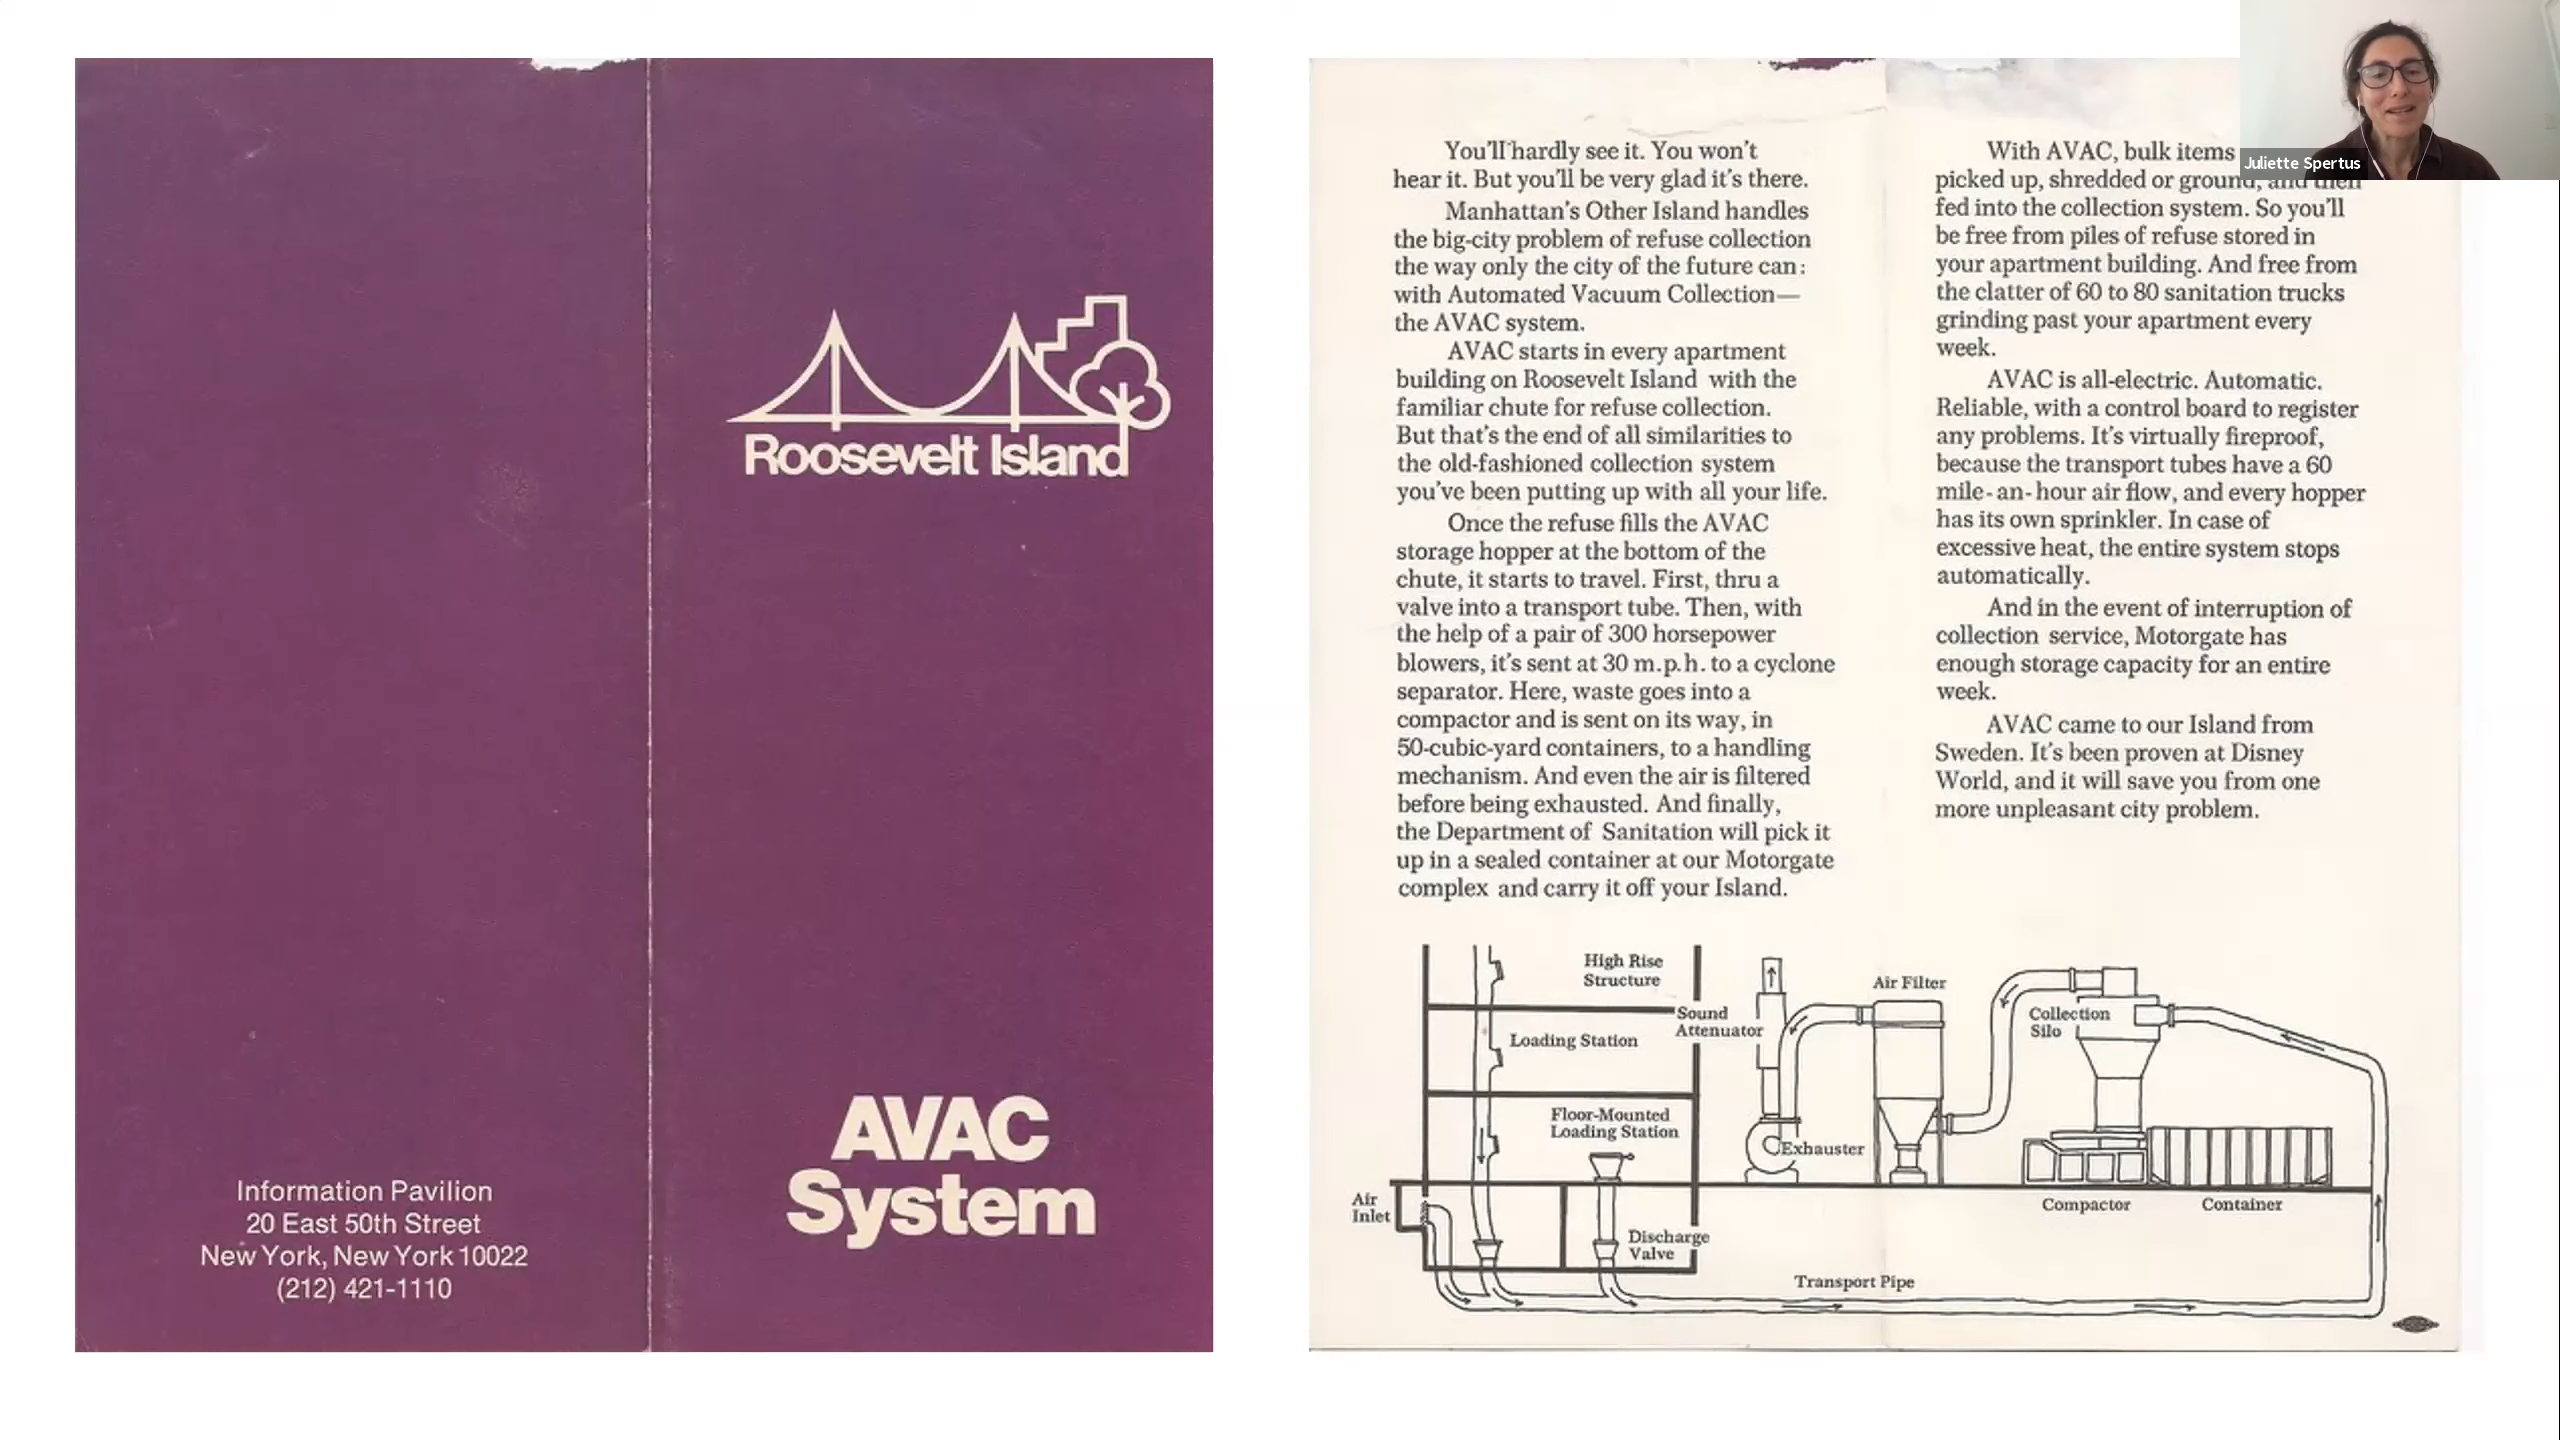 Roosevelt Island
AVAC
System
Information Pavilion
20 East 50th Street
New York, New York 10022
(212) 421-1110
You'll hardly see it. You won't
hear it. But you'll be very glad it's there.
Manhattan's Other Island handles
the big-city problem of refuse collection
the way only the city of the future can:
with Automated Vacuum Collection—
the AVAC system.
AVAC starts in every apartment
building on Roosevelt Island with the
familiar chute for refuse collection.
But that's the end of all similarities to
the old-fashioned collection system
you've been putting up with all your life.
Once the refuse fills the AVAC
storage hopper at the bottom of the
chute, it starts to travel. First, thru a
valve into a transport tube. Then, with
the help of a pair of 300 horsepower
blowers, it's sent at 30 m.p.h. to a cyclone
separator. Here, waste goes into a
compactor and is sent on its way, in
50-cubic-yard containers, to a handling
mechanism. And even the air is filtered
before being exhausted. And finally,
the Department of Sanitation will pick it
up in a sealed container at our Motorgate
complex and carry it off your Island.
With AVAC, bulk items
picked up, shredded or ground, and then
fed into the collection system. So you'll
be free from piles of refuse stored in
your apartment building. And free from
the clatter of 60 to 80 sanitation trucks
grinding past your apartment every
week.
AVAC is all-electric. Automatic.
Reliable, with a control board to register
any problems. It's virtually fireproof,
because the transport tubes have a 60
mile-an-hour air flow, and every hopper
has its own sprinkler. In case of
excessive heat, the entire system stops
automatically.
And in the event of interruption of
collection service, Motorgate has
enough storage capacity for an entire
week.
AVAC came to our Island from
Sweden. It's been proven at Disney
World, and it will save you from one
more unpleasant city problem.
High Rise
Structure
Sound
Attenuator
Air Filter
Collection
Silo
Loading Station
Floor-Mounted
Loading Station
Exhauster
Air
Inlet
Discharge
Valve
Compactor
Container
Transport Pipe
Juliette Spertus